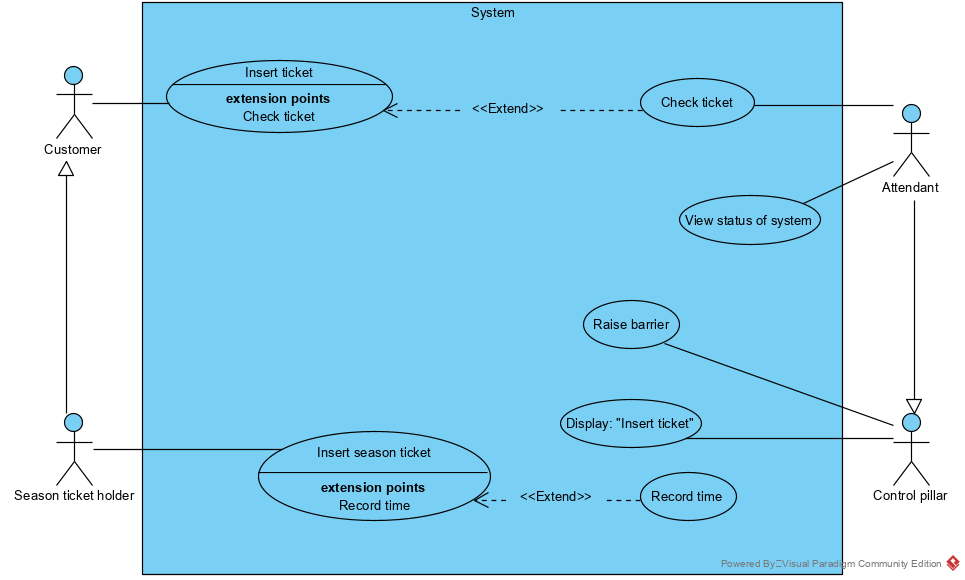 System
Insert ticket
extension points
Check ticket
<<Extend>>
Check ticket
Customer
Attendant
View status of system
Raise barrier
Display: "Insert ticket"
Insert season ticket
extension points
Record time
<<Extend>>
Record time
Season ticket holder
Control pillar
Powered By Visual Paradigm Community Edition